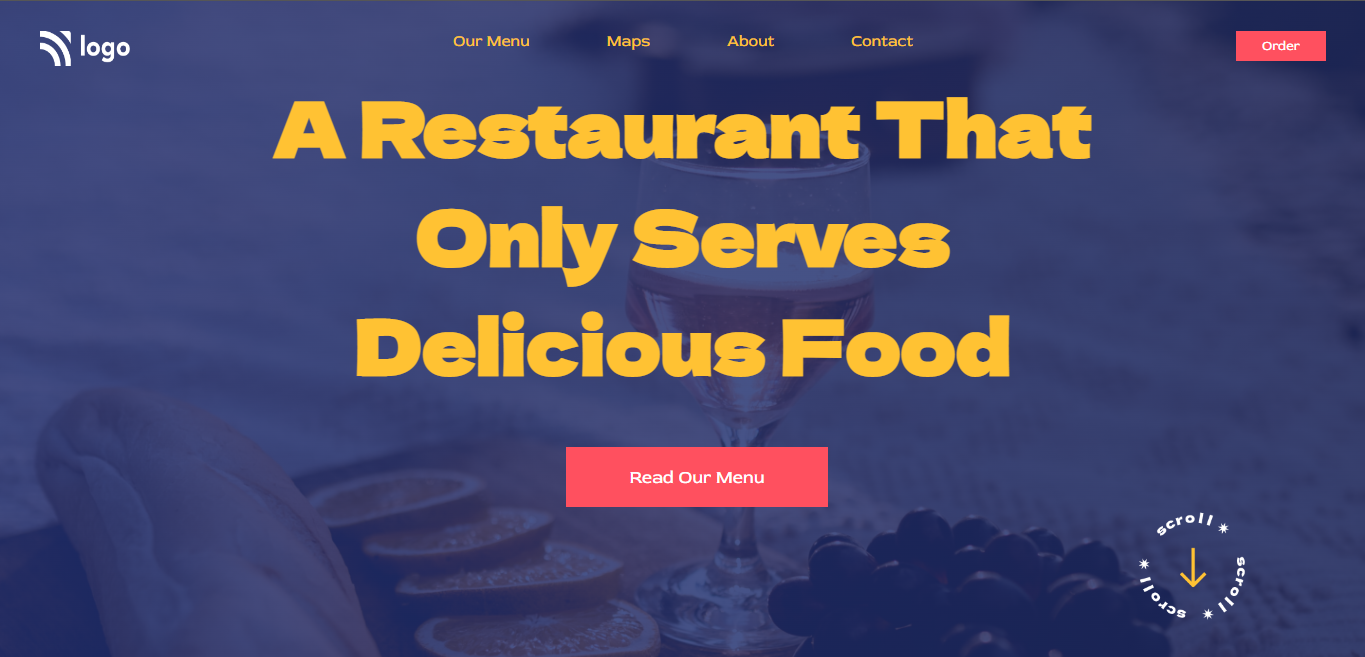 logo
Our Menu
Maps
About
Contact
Order
A Restaurant That
Only Serves
Delicious Food
Read Our Menu
scroll * scroll * scroll *